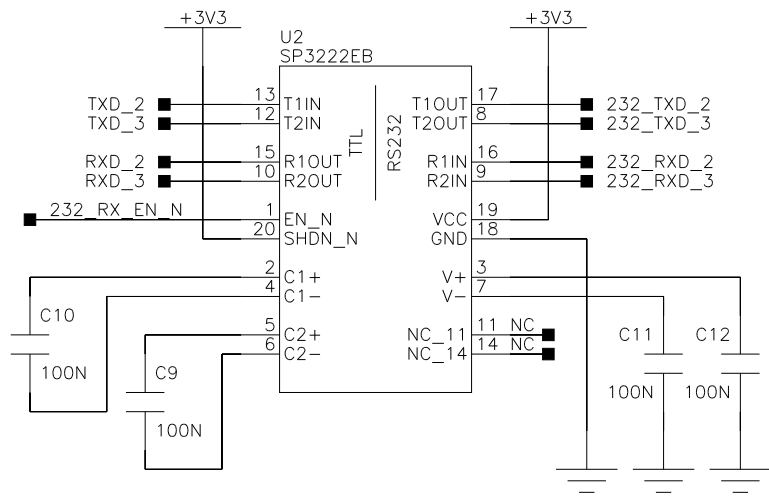 +3V3
+3V3
U2
SP3222EB
TXD_2 13 T1IN T1OUT 17 232_TXD_2
TXD_3 12 T2IN T2OUT 8 232_TXD_3
TTL
RS232
RXD_2 15 R1OUT R1IN 16 232_RXD_2
RXD_3 10 R2OUT R2IN 9 232_RXD_3
232_RX_EN_N 1 EN_N VCC 19
20 SHDN_N GND 18
2 C1+ V+ 3
4 C1- V- 7
C10
5 C2+ NC_11 11 NC
6 C2- NC_14 14 NC
C11
C12
100N
C9
100N
100N
100N